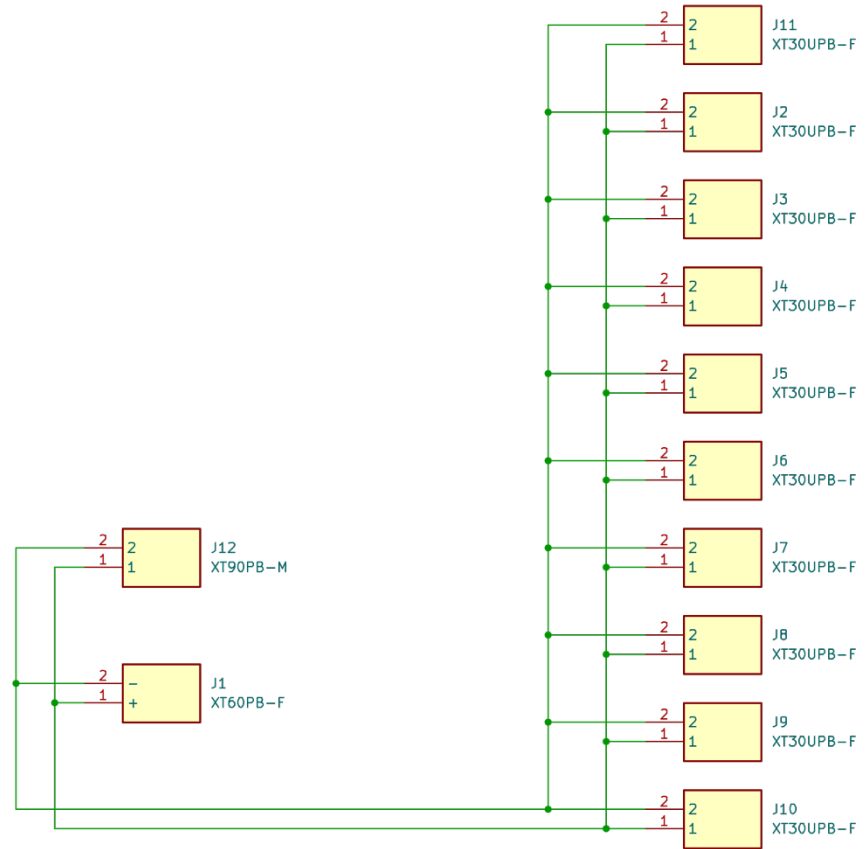 2 2 J11
1 1 XT30UPB-F
2 2 J2
1 1 XT30UPB-F
2 2 J3
1 1 XT30UPB-F
2 2 J4
1 1 XT30UPB-F
2 2 J5
1 1 XT30UPB-F
2 2 J6
1 1 XT30UPB-F
2 2 J12
1 1 XT90PB-M
2 2 J7
1 1 XT30UPB-F
2 2 J8
1 1 XT30UPB-F
2 - J1
1 + XT60PB-F
2 2 J9
1 1 XT30UPB-F
2 2 J10
1 1 XT30UPB-F